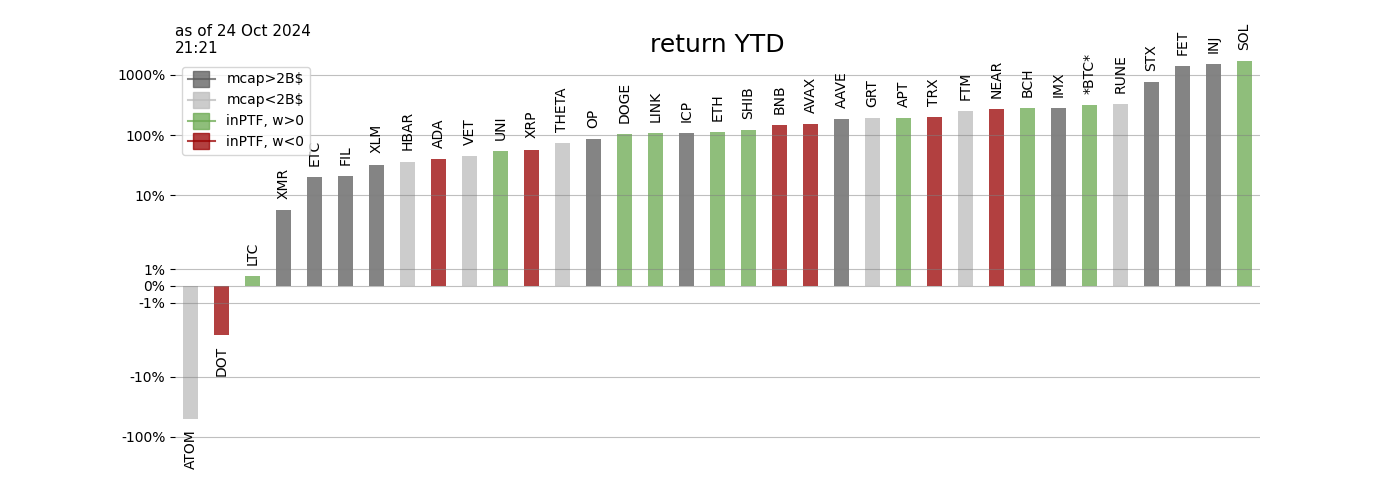 as of 24 Oct 2024
21:21
return YTD
mcap>2B$
mcap<2B$
inPTF, w>0
inPTF, w<0
1000%
100%
10%
1%
0%
-1%
-10%
-100%
ATOM
DOT
LTC
XMR
ETC
FIL
XLM
HBAR
ADA
VET
UNI
XRP
THETA
OP
DOGE
LINK
ICP
ETH
SHIB
BNB
AVAX
AAVE
GRT
APT
TRX
FTM
NEAR
BCH
IMX
*BTC*
RUNE
STX
FET
INJ
SOL